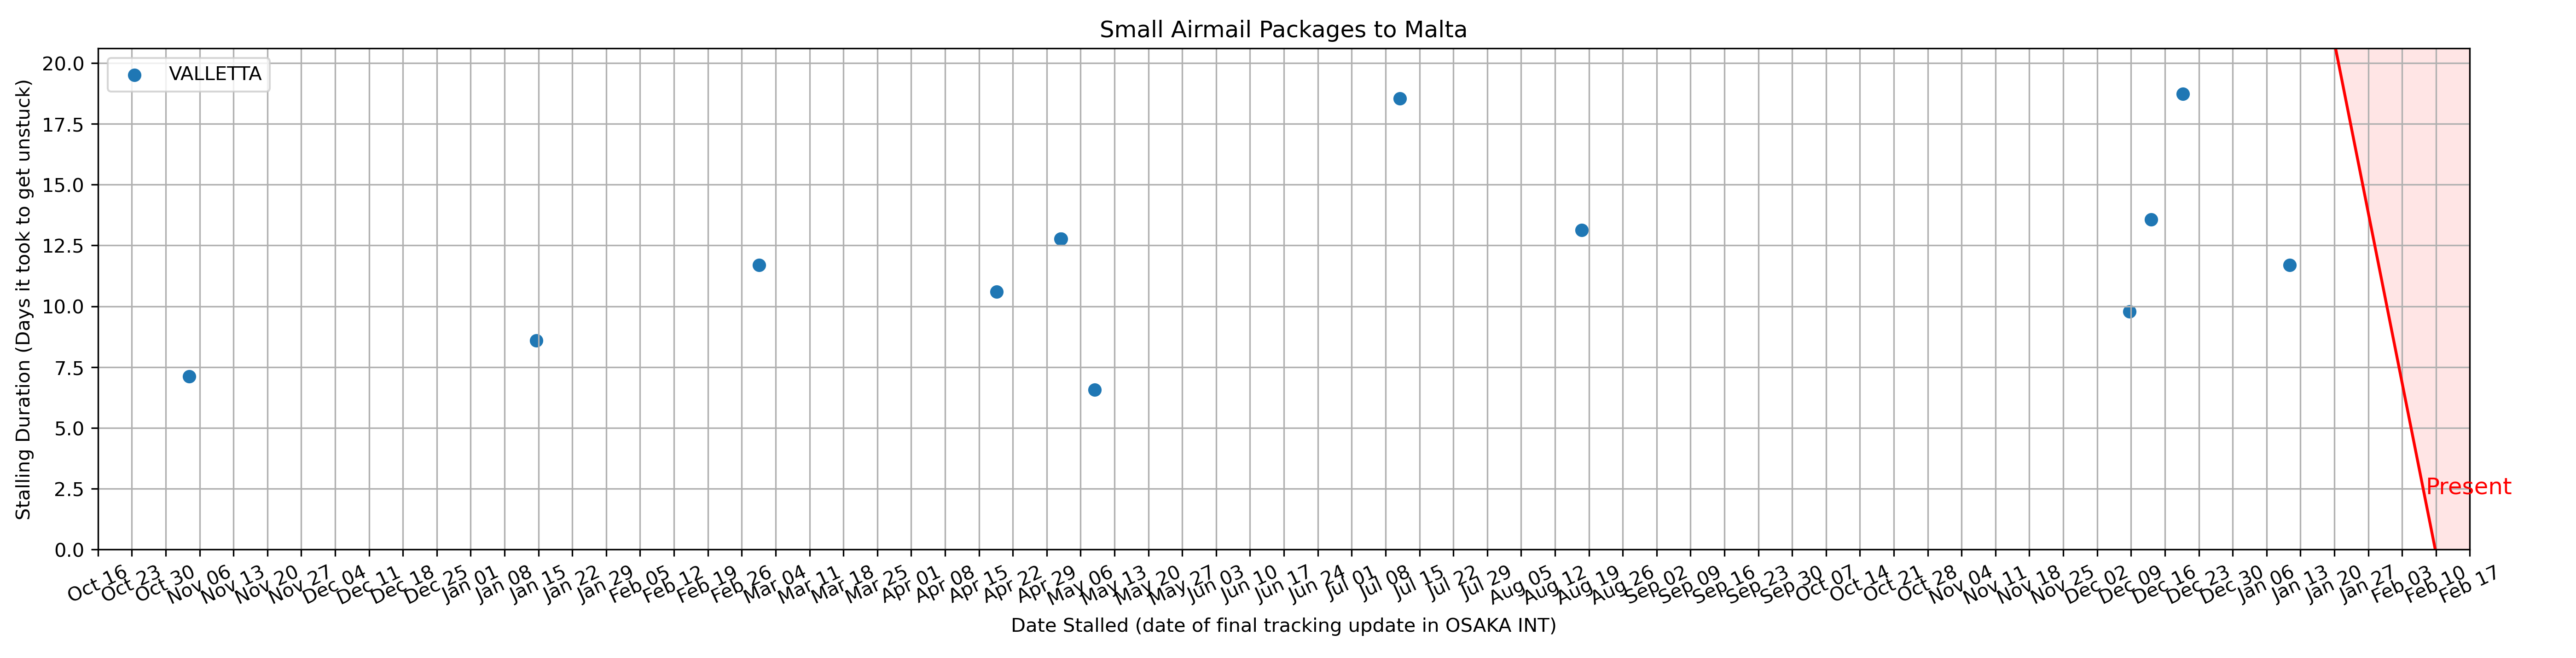 Small Airmail Packages to Malta
VALLETTA
Stalling Duration (Days it took to get unstuck)
20.0
17.5
15.0
12.5
10.0
7.5
5.0
2.5
0.0
Present
Oct 16
Oct 23
Oct 30
Nov 06
Nov 13
Nov 20
Nov 27
Dec 04
Dec 11
Dec 18
Dec 25
Jan 01
Jan 08
Jan 15
Jan 22
Jan 29
Feb 05
Feb 12
Feb 19
Feb 26
Mar 04
Mar 11
Mar 18
Mar 25
Apr 01
Apr 08
Apr 15
Apr 22
Apr 29
May 06
May 13
May 20
May 27
Jun 03
Jun 10
Jun 17
Jun 24
Jul 01
Jul 08
Jul 15
Jul 22
Jul 29
Aug 05
Aug 12
Aug 19
Aug 26
Sep 02
Sep 09
Sep 16
Sep 23
Sep 30
Oct 07
Oct 14
Oct 21
Oct 28
Nov 04
Nov 11
Nov 18
Nov 25
Dec 02
Dec 09
Dec 16
Dec 23
Dec 30
Jan 06
Jan 13
Jan 20
Jan 27
Feb 03
Feb 10
Feb 17
Date Stalled (date of final tracking update in OSAKA INT)